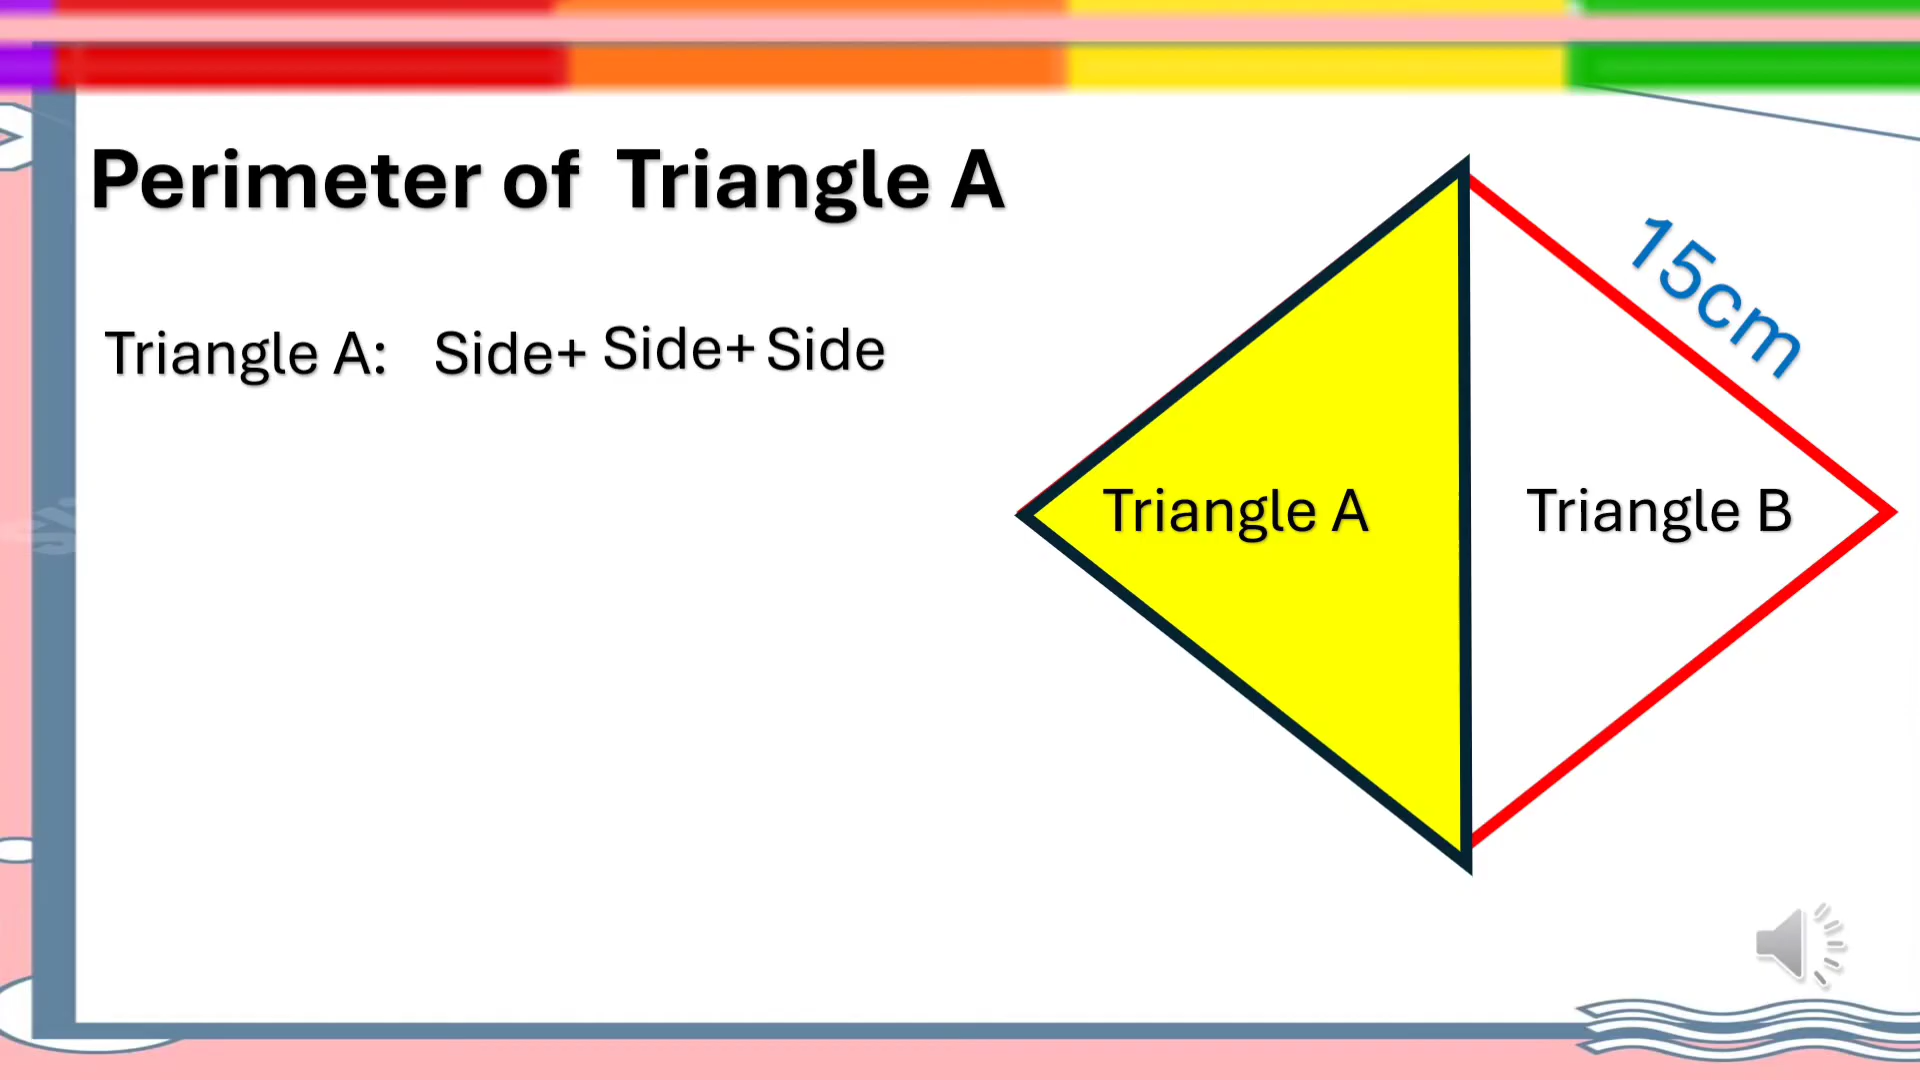 Perimeter of Triangle A
15cm
Triangle A: Side+ Side+ Side
Triangle A
Triangle B